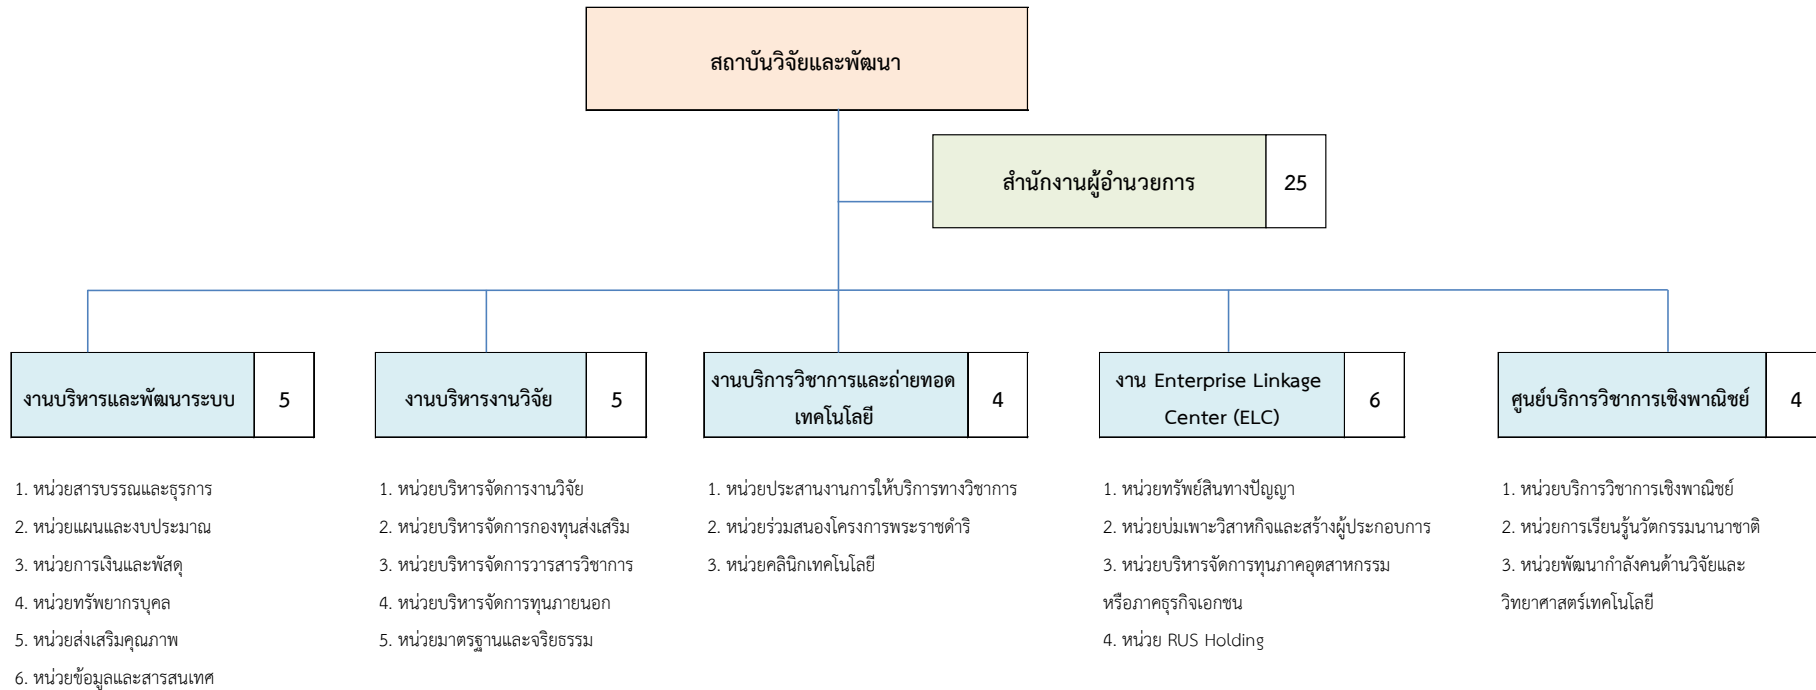 สถาบันวิจัยและพัฒนา
สำนักงานผู้อำนวยการ 25
งานบริหารและพัฒนาระบบ 5
1. หน่วยสารบรรณและธุรการ
2. หน่วยแผนและงบประมาณ
3. หน่วยการเงินและพัสดุ
4. หน่วยทรัพยากรบุคล
5. หน่วยส่งเสริมคุณภาพ
6. หน่วยข้อมูลและสารสนเทศ
งานบริหารงานวิจัย 5
1. หน่วยบริหารจัดการงานวิจัย
2. หน่วยบริหารจัดการกองทุนส่งเสริม
3. หน่วยบริหารจัดการวารสารวิชาการ
4. หน่วยบริหารจัดการทุนภายนอก
5. หน่วยมาตรฐานและจริยธรรม
งานบริการวิชาการและถ่ายทอด
เทคโนโลยี 4
1. หน่วยประสานงานการให้บริการทางวิชาการ
2. หน่วยร่วมสนองโครงการพระราชดำริ
3. หน่วยคลินิกเทคโนโลยี
งาน Enterprise Linkage
Center (ELC) 6
1. หน่วยทรัพย์สินทางปัญญา
2. หน่วยบ่มเพาะวิสาหกิจและสร้างผู้ประกอบการ
3. หน่วยบริหารจัดการทุนภาคอุตสาหกรรม
หรือภาคธุรกิจเอกชน
4. หน่วย RUS Holding
ศูนย์บริการวิชาการเชิงพาณิชย์ 4
1. หน่วยบริการวิชาการเชิงพาณิชย์
2. หน่วยการเรียนรู้นวัตกรรมนานาชาติ
3. หน่วยพัฒนากำลังคนด้านวิจัยและ
วิทยาศาสตร์เทคโนโลยี